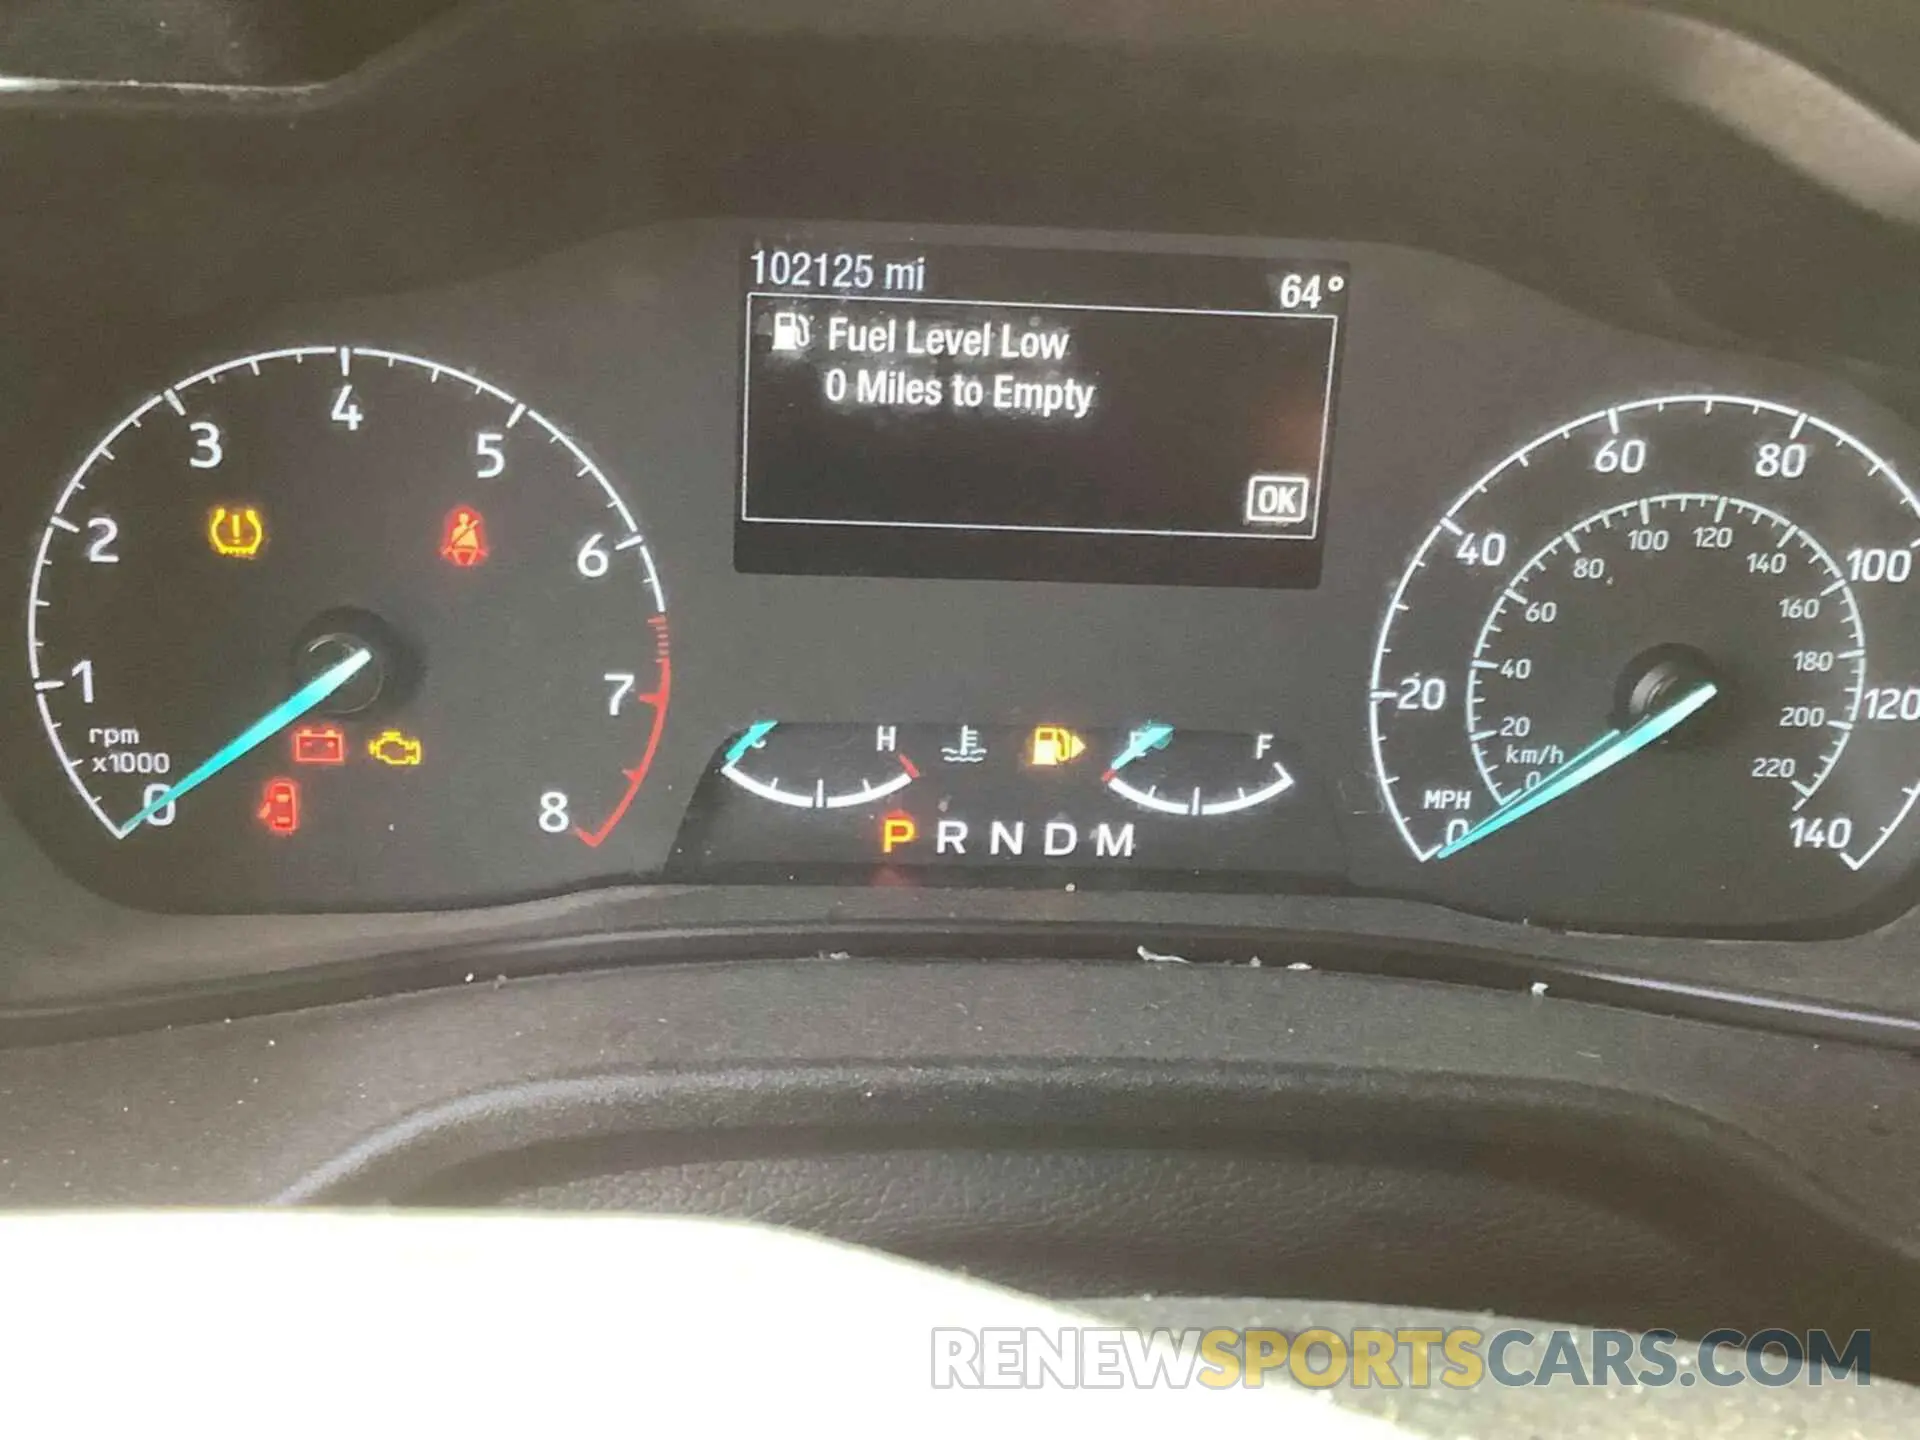 102125 mi 64°
Fuel Level Low
0 Miles to Empty
OK
0 1 2 3 4 5 6 7 8
rpm
x1000
H
F
P R N D M
0 20 40 60 80 100 120 140
MPH
0 20 40 60 80 100 120 140 160 180 200 220
km/h
RENEWSPORTSCARS.COM